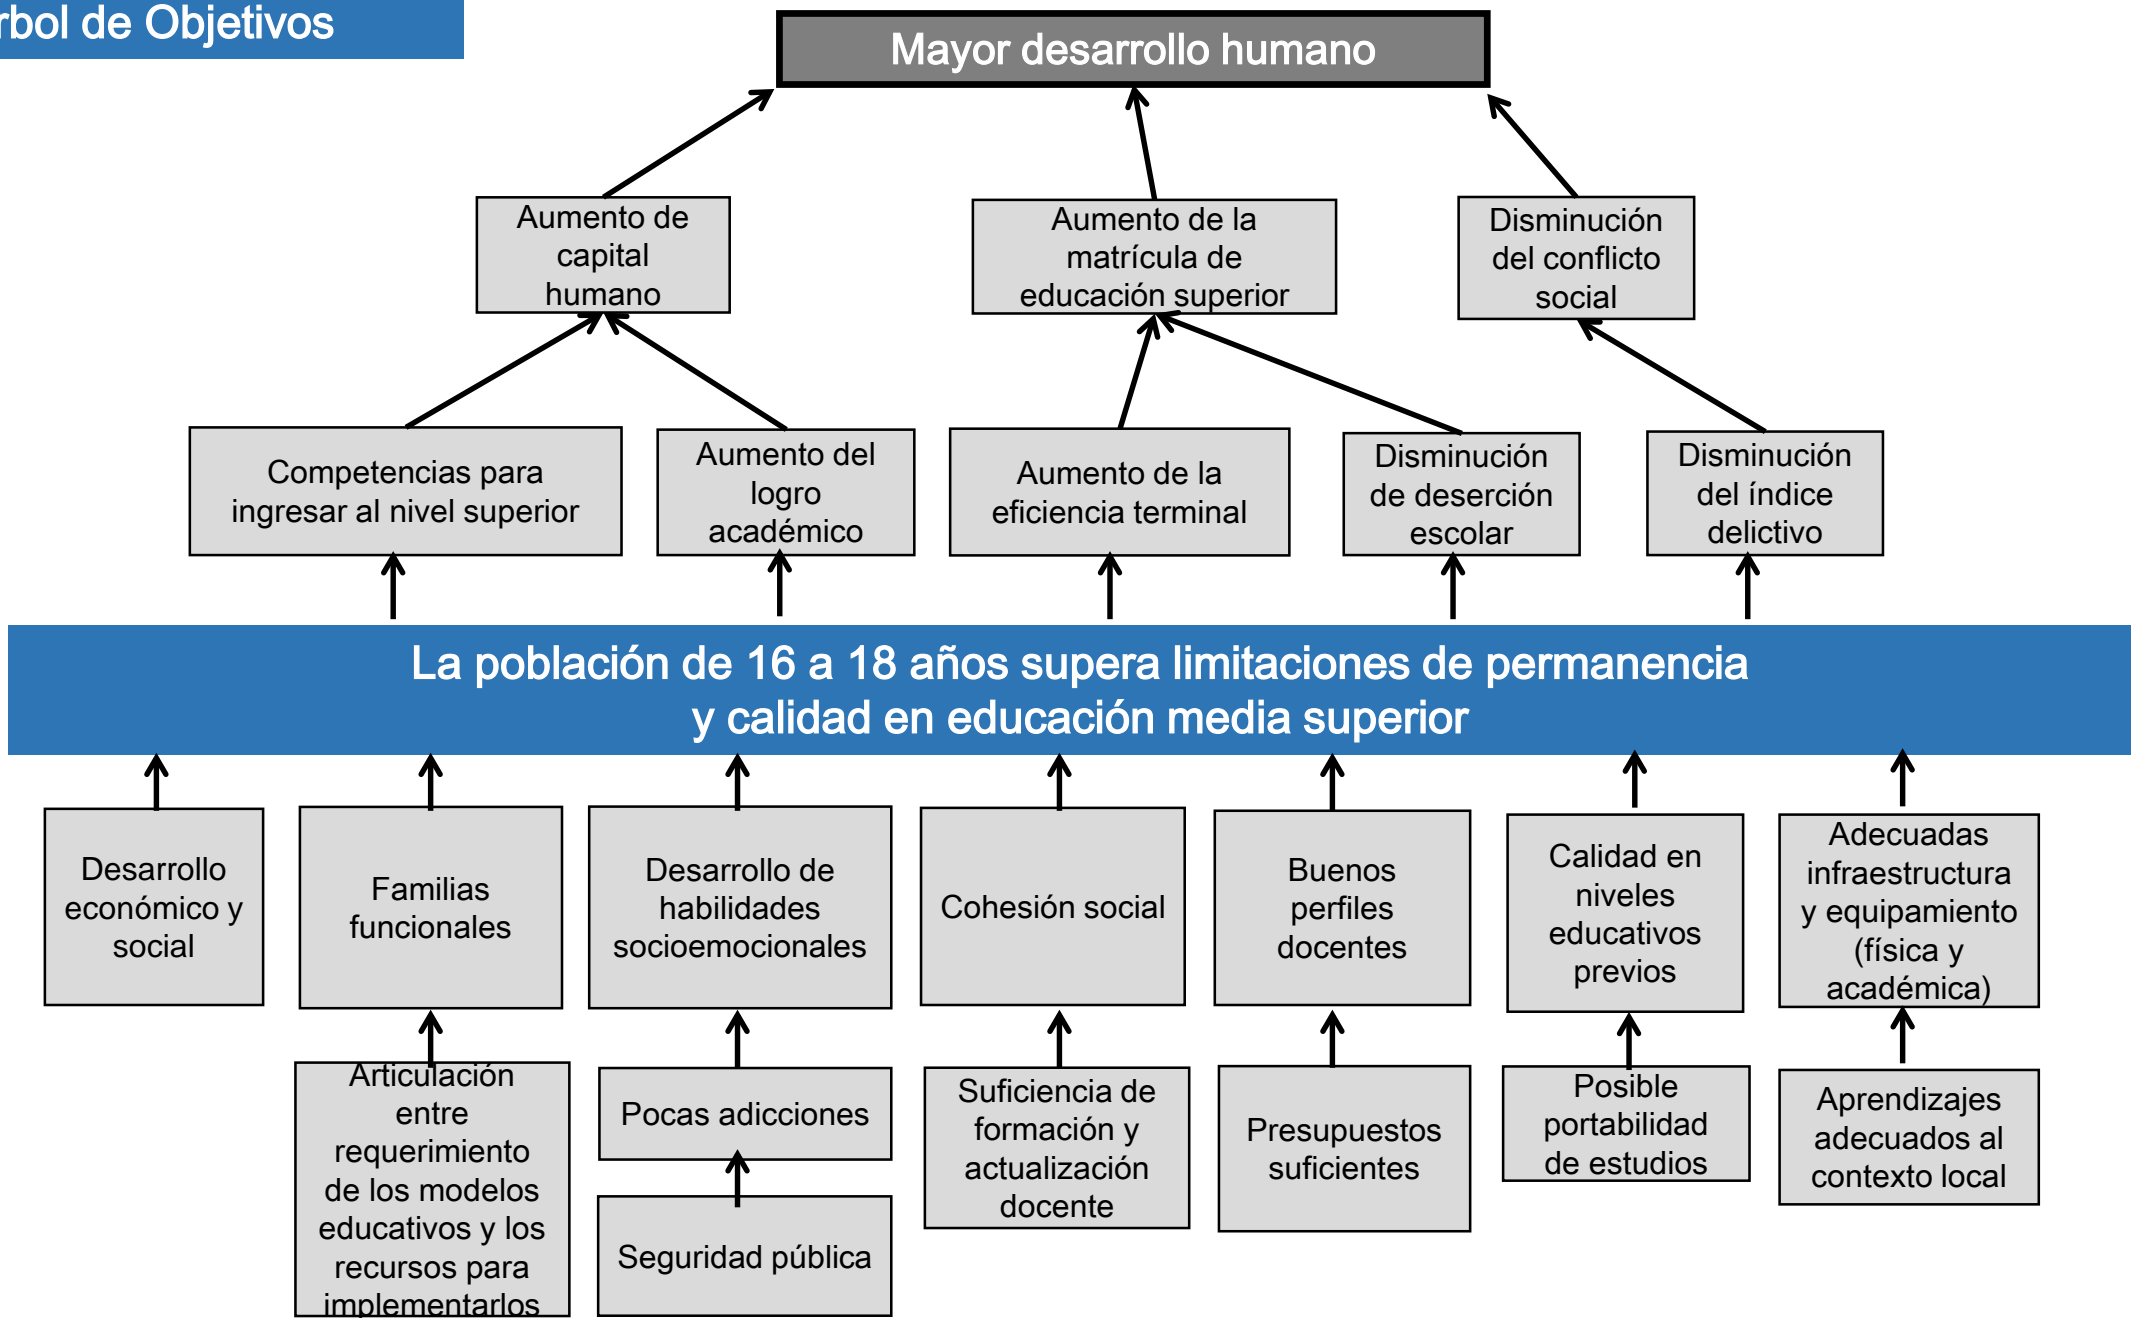 rbol de Objetivos
Mayor desarrollo humano
Aumento de
capital
humano
Aumento de la
matrícula de
educación superior
Disminución
del conflicto
social
Competencias para
ingresar al nivel superior
Aumento del
logro
académico
Aumento de la
eficiencia terminal
Disminución
de deserción
escolar
Disminución
del índice
delictivo
La población de 16 a 18 años supera limitaciones de permanencia
y calidad en educación media superior
Desarrollo
económico y
social
Familias
funcionales
Desarrollo de
habilidades
socioemocionales
Cohesión social
Buenos
perfiles
docentes
Calidad en
niveles
educativos
previos
Adecuadas
infraestructura
y equipamiento
(física y
académica)
Articulación
entre
requerimiento
de los modelos
educativos y los
recursos para
implementarlos
Pocas adicciones
Seguridad pública
Suficiencia de
formación y
actualización
docente
Presupuestos
suficientes
Posible
portabilidad
de estudios
Aprendizajes
adecuados al
contexto local